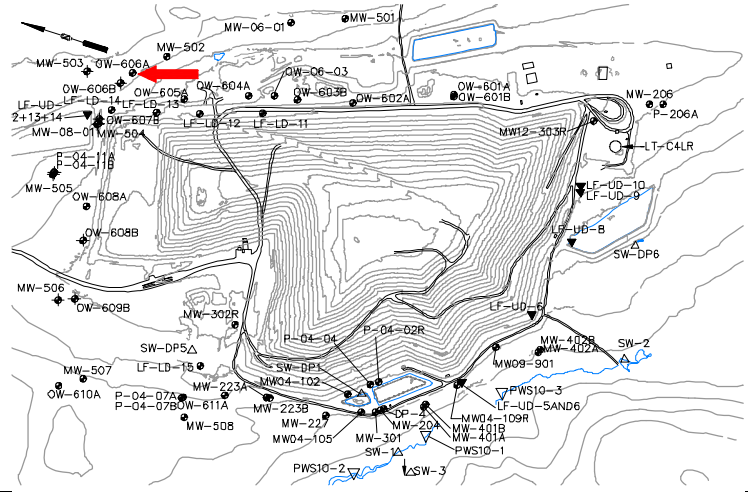 MW-501
MW-06-01
MW-502
MW-503
OW-606A
OW-06-03
OW-606B
OW-605A
OW-604A
OW-603B
OW-602A
OW-601A
OW-601B
MW-206
P-206A
LF-UD-
2+13+14
LF-LD-14
LF-LD-13
LF-LD-12
LF-LD-11
OW-607B
MW-08-01
MW-504
MW12-303R
LT-C4LR
P-04-11A
P-04-11B
MW-505
LF-UD-10
LF-UD-9
OW-608A
OW-608B
LF-UD-8
SW-DP6
MW-506
OW-609B
MW-302R
LF-UD-6
P-04-04
P-04-02R
SW-DP5
MW-402B
MW-402A
SW-2
LF-LD-15
SW-DP1
MW09-901
MW-507
MW-223A
MW04-102
OW-610A
P-04-07A
P-04-07B
OW-611A
MW-223B
PWS10-3
LF-UD-5AND6
DP-4
MW04-109R
MW-508
MW-227
MW-204
MW-401B
MW-401A
MW04-105
MW-301
PWS10-1
SW-1
PWS10-2
SW-3